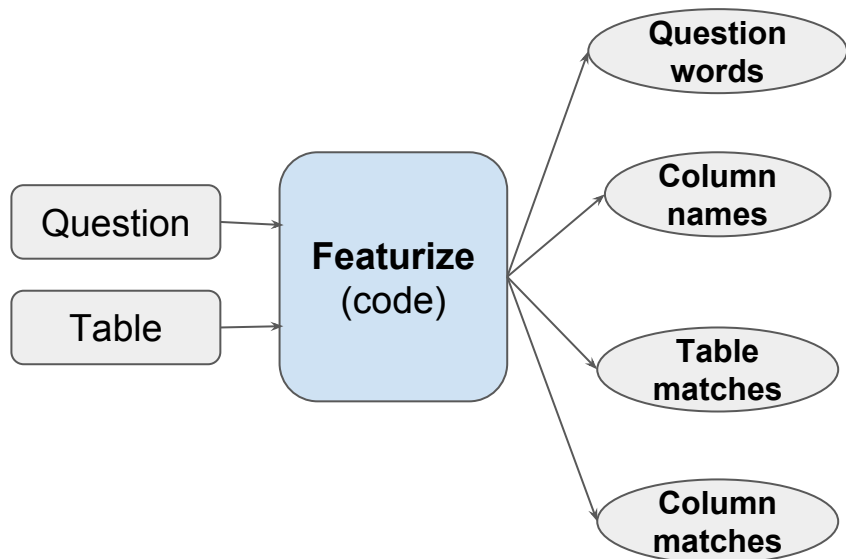 Question
Table
Featurize
(code)
Question
words
Column
names
Table
matches
Column
matches